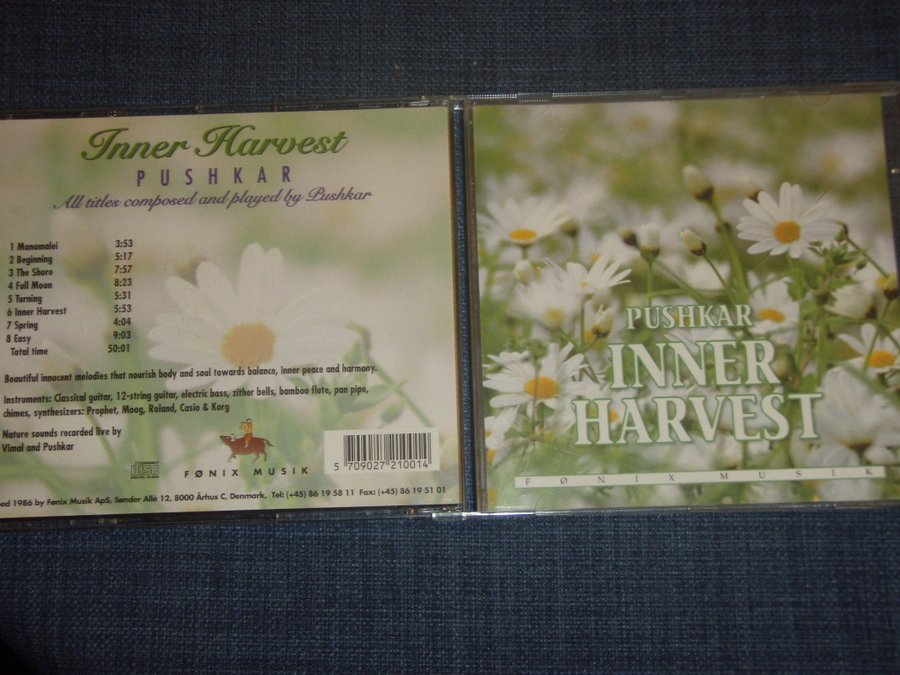 Inner Harvest
PUSHKAR
All titles composed and played by Pushkar
1 Manamalei 3:53
2 Beginning 5:17
3 The Shore 7:57
4 Full Moon 8:23
5 Turning 5:31
6 Inner Harvest 5:53
7 Spring 4:04
8 Easy 9:03
Total time 50:01
Beautiful innocent melodies that nourish body and soul towards balance, inner peace and harmony.
Instruments: Classical guitar, 12-string guitar, electric bass, zither bells, bamboo flute, pan pipe,
chimes, synthesizers: Prophet, Moog, Roland, Casio & Korg
Nature sounds recorded live by
Vimal and Pushkar
COMPACT
disc
DIGITAL AUDIO
FØNIX MUSIK
5 709027 210014
1986 by Fønix Musik ApS, Sønder Allé 12, 8000 Århus C, Denmark, Tel: (+45) 86 19 58 11 Fax: (+45) 86 19 51 01
PUSHKAR
INNER
HARVEST
FØNIX MUSIK